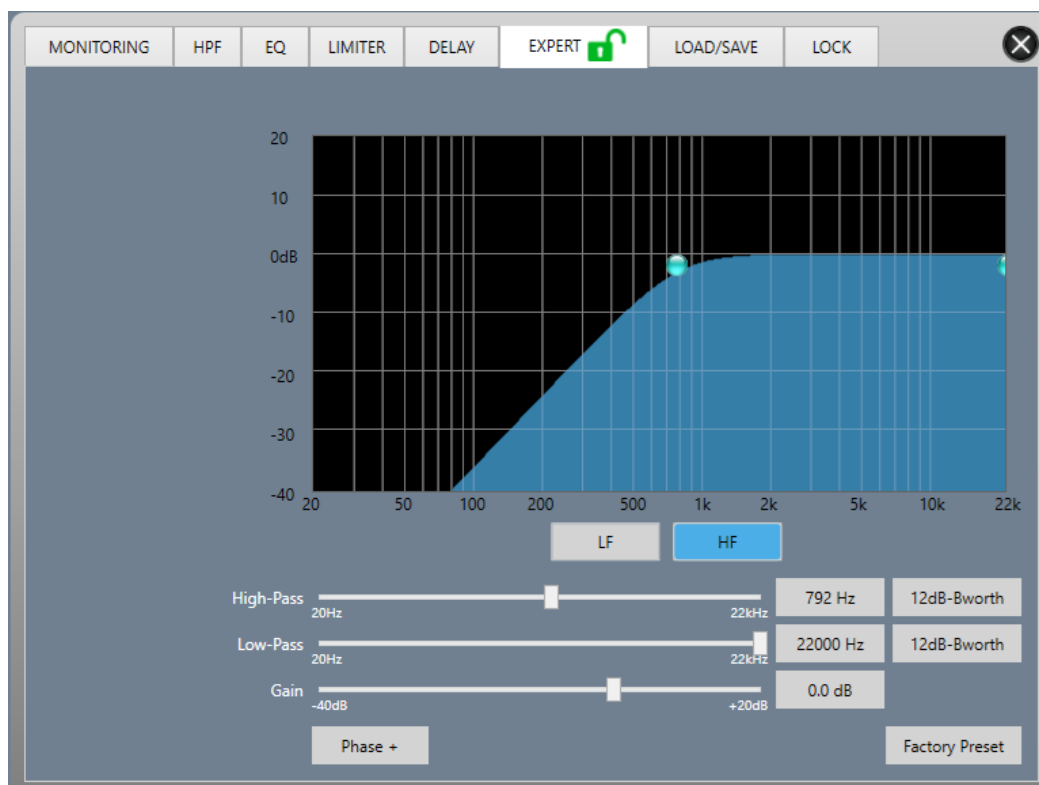 MONITORING HPF EQ LIMITER DELAY EXPERT LOAD/SAVE LOCK
20
10
0dB
-10
-20
-30
-40
20 50 100 200 500 1k 2k 5k 10k 22k
LF HF
High-Pass 20Hz 22kHz 792 Hz 12dB-Bworth
Low-Pass 20Hz 22kHz 22000 Hz 12dB-Bworth
Gain -40dB +20dB 0.0 dB
Phase + Factory Preset